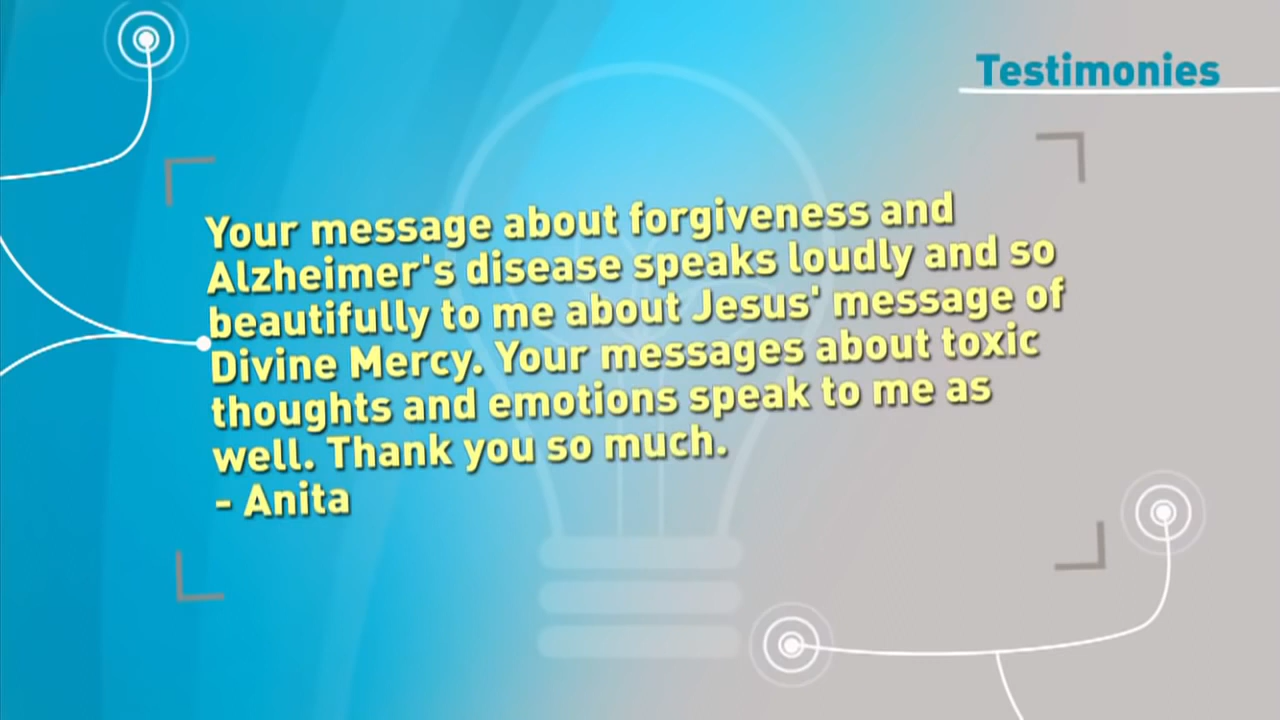 Testimonies
Your message about forgiveness and
Alzheimer's disease speaks loudly and so
beautifully to me about Jesus' message of
Divine Mercy. Your messages about toxic
thoughts and emotions speak to me as
well. Thank you so much.
- Anita